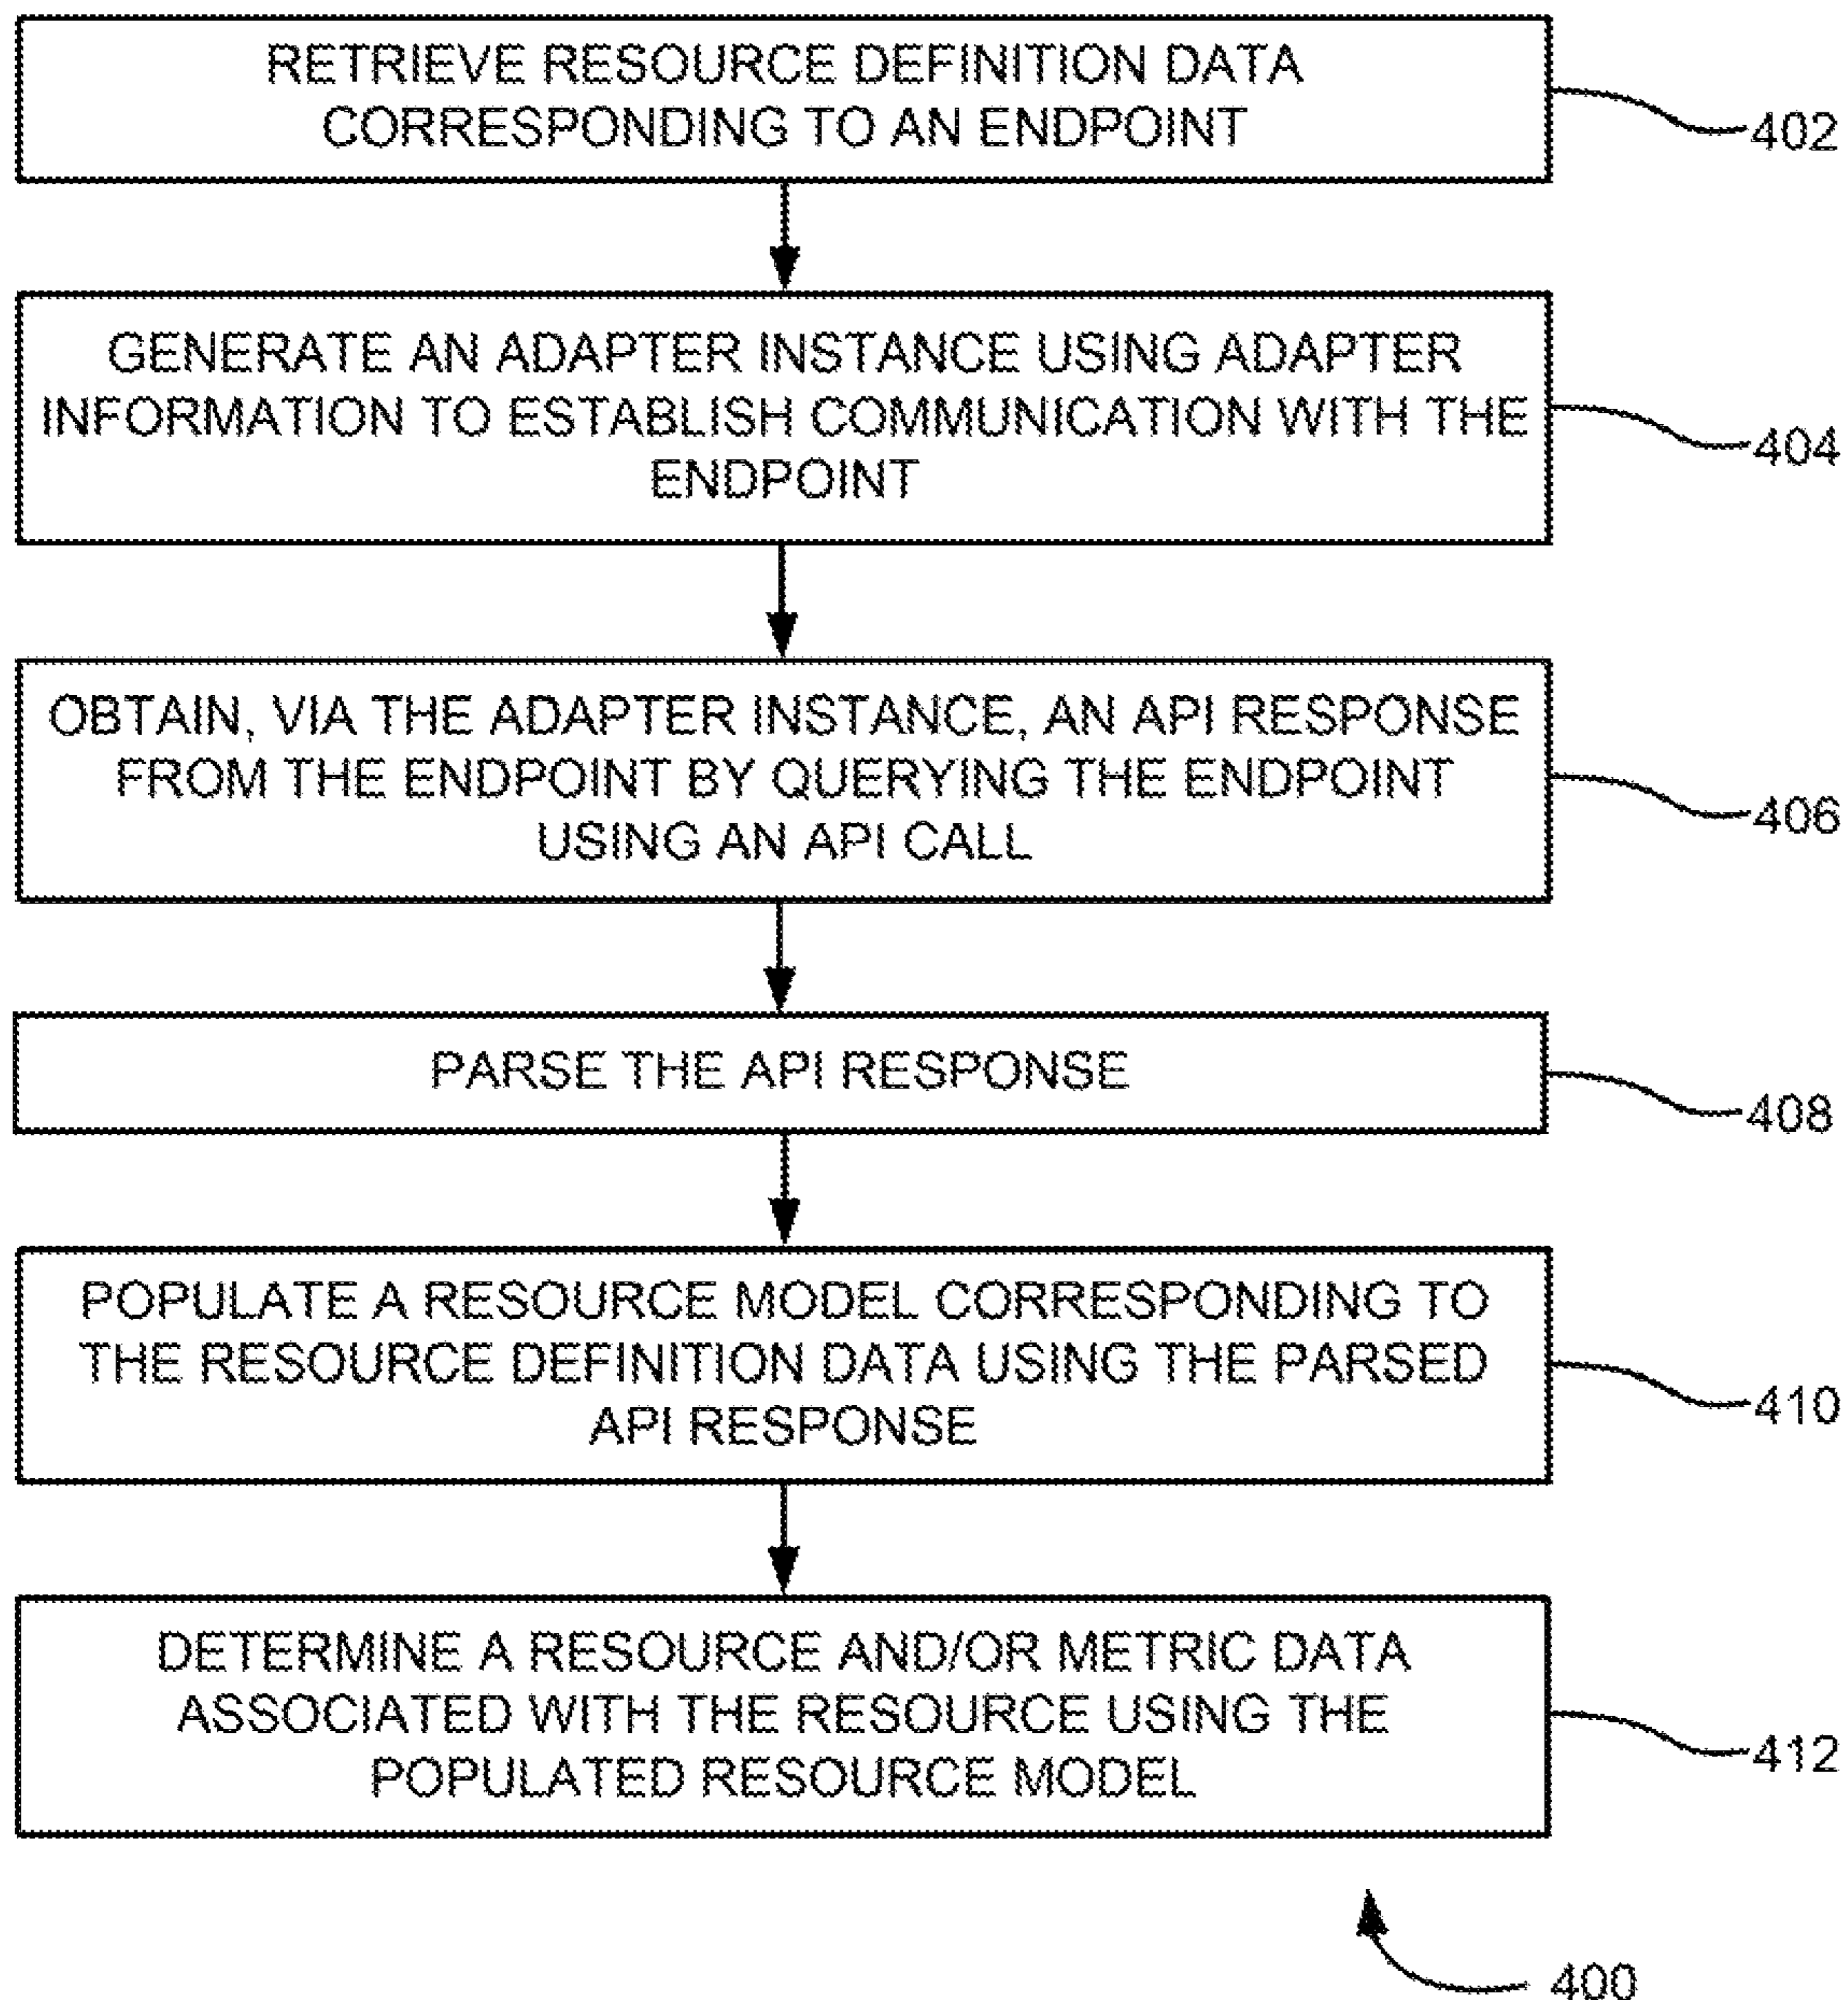 RETRIEVE RESOURCE DEFINITION DATA
CORRESPONDING TO AN ENDPOINT
402
GENERATE AN ADAPTER INSTANCE USING ADAPTER
INFORMATION TO ESTABLISH COMMUNICATION WITH THE
ENDPOINT
404
OBTAIN, VIA THE ADAPTER INSTANCE, AN API RESPONSE
FROM THE ENDPOINT BY QUERYING THE ENDPOINT
USING AN API CALL
406
PARSE THE API RESPONSE
408
POPULATE A RESOURCE MODEL CORRESPONDING TO
THE RESOURCE DEFINITION DATA USING THE PARSED
API RESPONSE
410
DETERMINE A RESOURCE AND/OR METRIC DATA
ASSOCIATED WITH THE RESOURCE USING THE
POPULATED RESOURCE MODEL
412
400